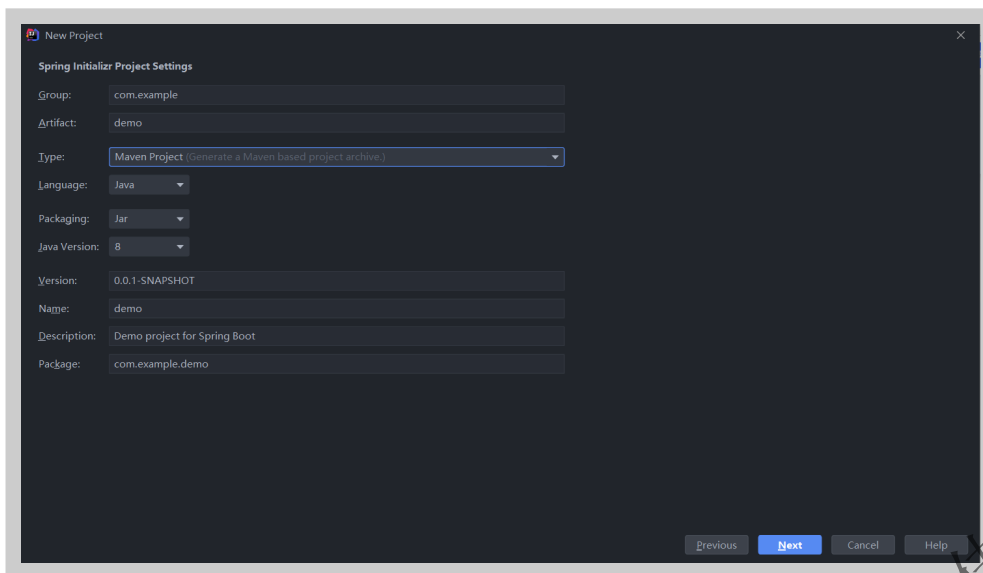 New Project
Spring Initializr Project Settings
Group: com.example
Artifact: demo
Type: Maven Project (Generate a Maven based project archive.)
Language: Java
Packaging: Jar
Java Version: 8
Version: 0.0.1-SNAPSHOT
Name: demo
Description: Demo project for Spring Boot
Package: com.example.demo
Previous Next Cancel Help